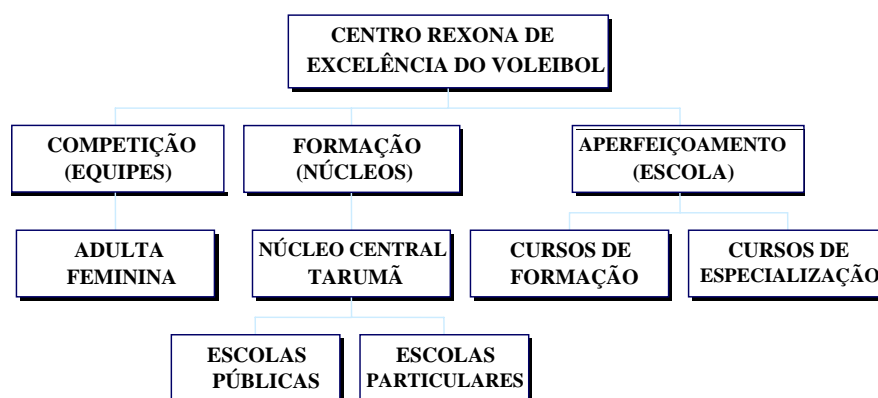 CENTRO REXONA DE
EXCELÊNCIA DO VOLEIBOL
COMPETIÇÃO
(EQUIPES)
FORMAÇÃO
(NÚCLEOS)
APERFEIÇOAMENTO
(ESCOLA)
ADULTA
FEMININA
NÚCLEO CENTRAL
TARUMÃ
CURSOS DE
FORMAÇÃO
CURSOS DE
ESPECIALIZAÇÃO
ESCOLAS
PÚBLICAS
ESCOLAS
PARTICULARES